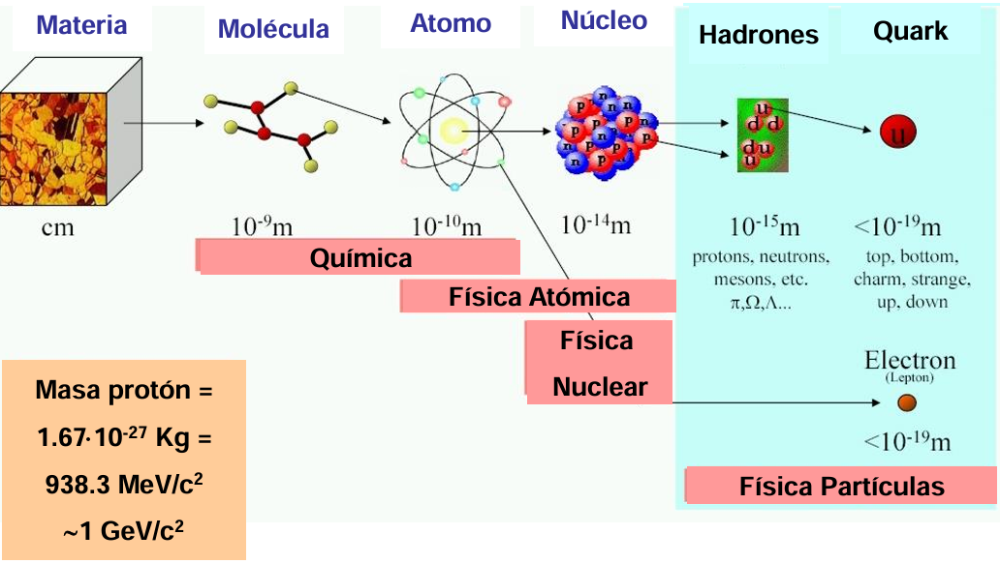 Materia
Molécula
Atomo
Núcleo
Hadrones
Quark
n
n
p
n
n
p
p
n
p
p
n
p
n
p
n
p
n
u
d d
d u
u
u
cm
10⁻⁹m
10⁻¹⁰m
10⁻¹⁴m
10⁻¹⁵m
<10⁻¹⁹m
protons, neutrons,
mesons, etc.
π,Ω,Λ...
top, bottom,
charm, strange,
up, down
Química
Física Atómica
Física
Nuclear
Electron
(Lepton)
<10⁻¹⁹m
Física Partículas
Masa protón =
1.67·10⁻²⁷ Kg =
938.3 MeV/c²
~1 GeV/c²